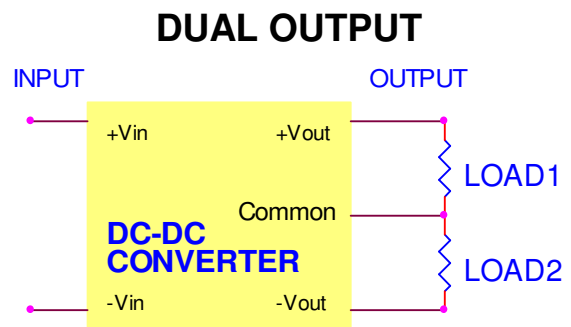 DUAL OUTPUT
INPUT
OUTPUT
+Vin
+Vout
LOAD1
Common
DC-DC
CONVERTER
LOAD2
-Vin
-Vout